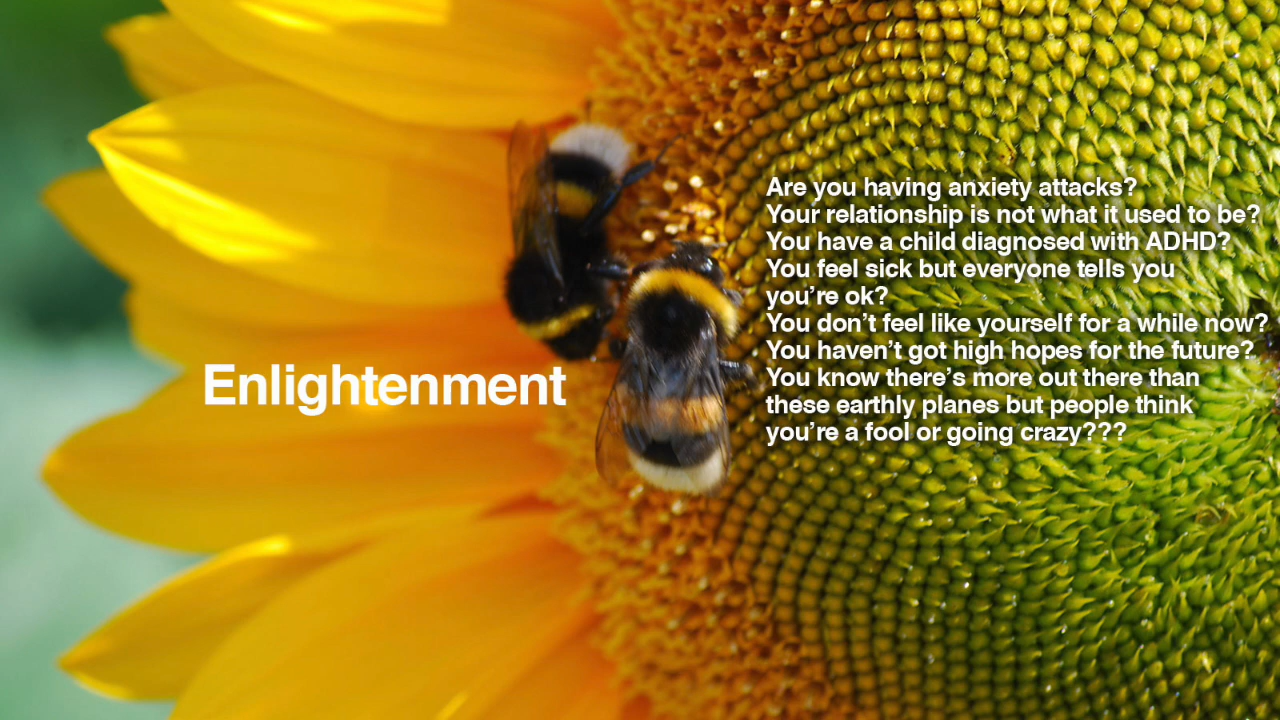 Enlightenment
Are you having anxiety attacks?
Your relationship is not what it used to be?
You have a child diagnosed with ADHD?
You feel sick but everyone tells you
you’re ok?
You don’t feel like yourself for a while now?
You haven’t got high hopes for the future?
You know there’s more out there than
these earthly planes but people think
you’re a fool or going crazy???